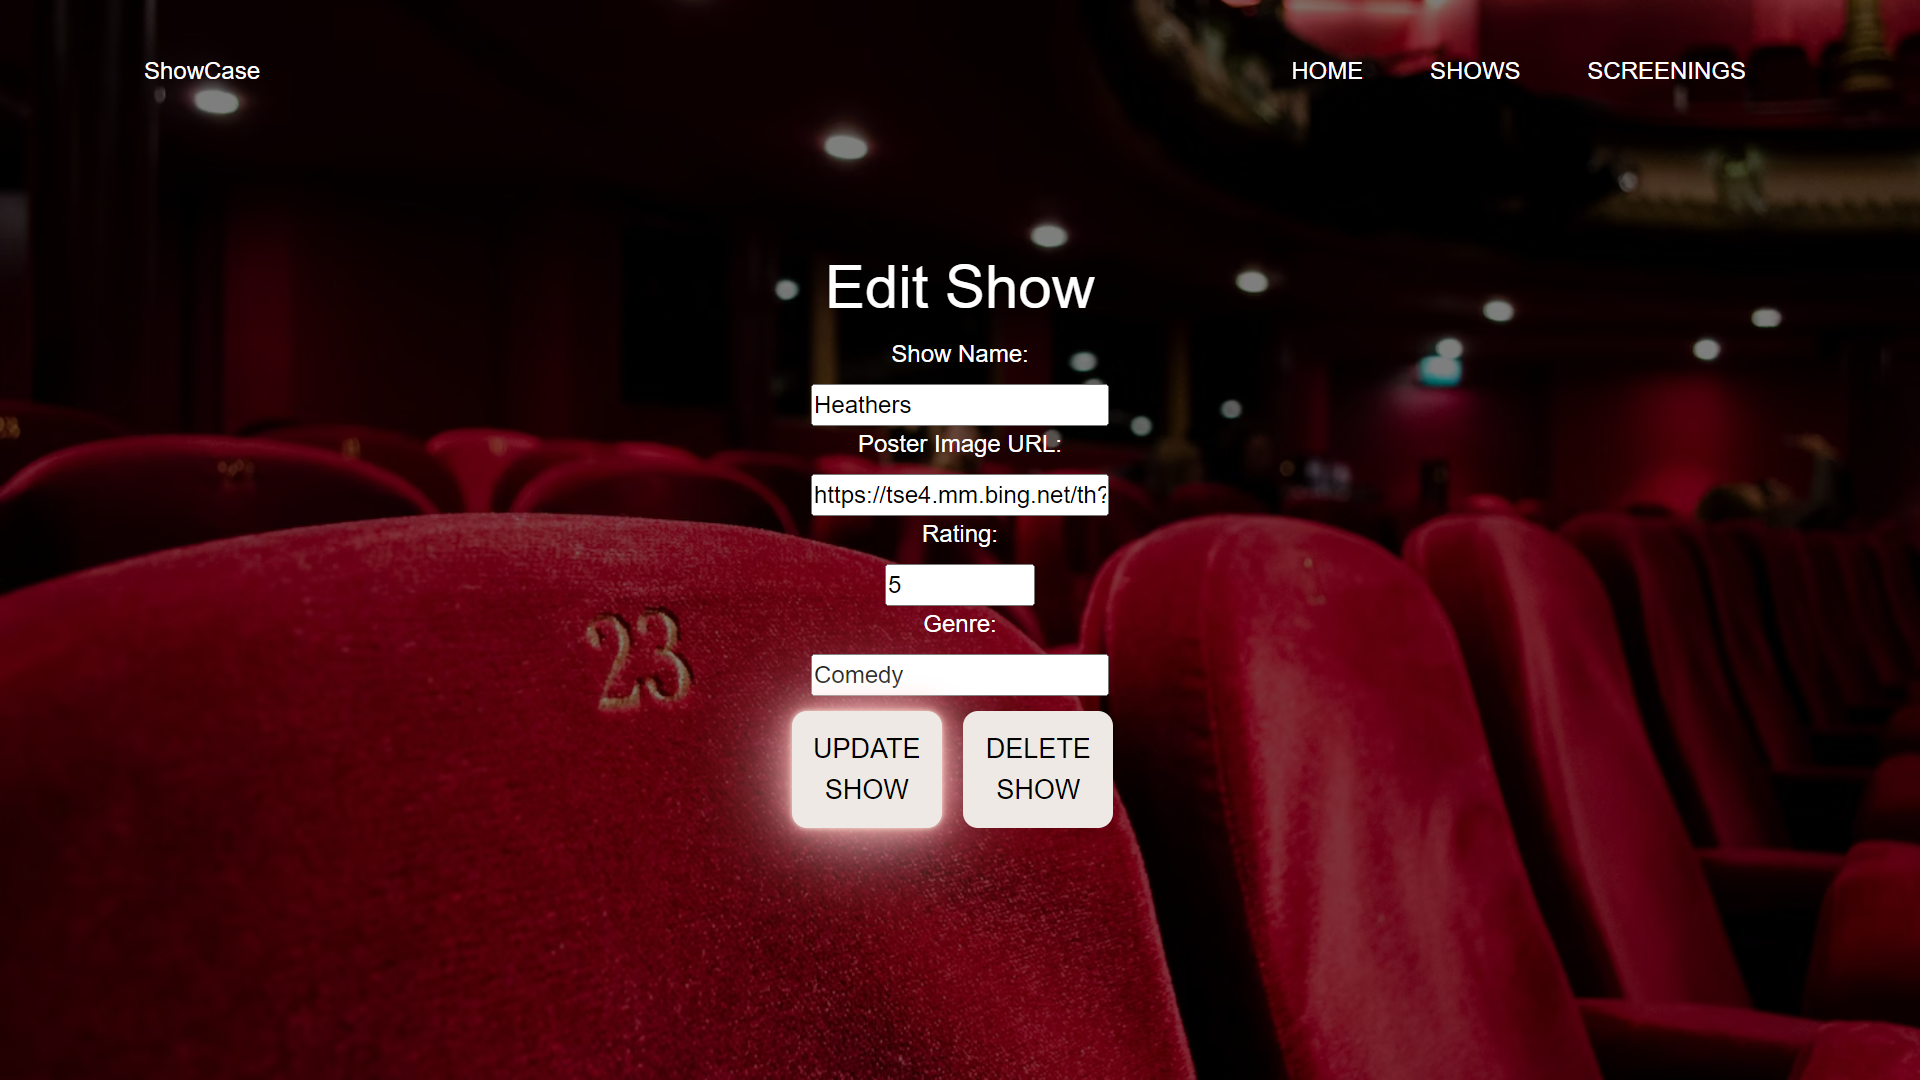 ShowCase
HOME
SHOWS
SCREENINGS
Edit Show
Show Name:
Heathers
Poster Image URL:
https://tse4.mm.bing.net/th?
Rating:
5
Genre:
Comedy
23
UPDATE
SHOW
DELETE
SHOW